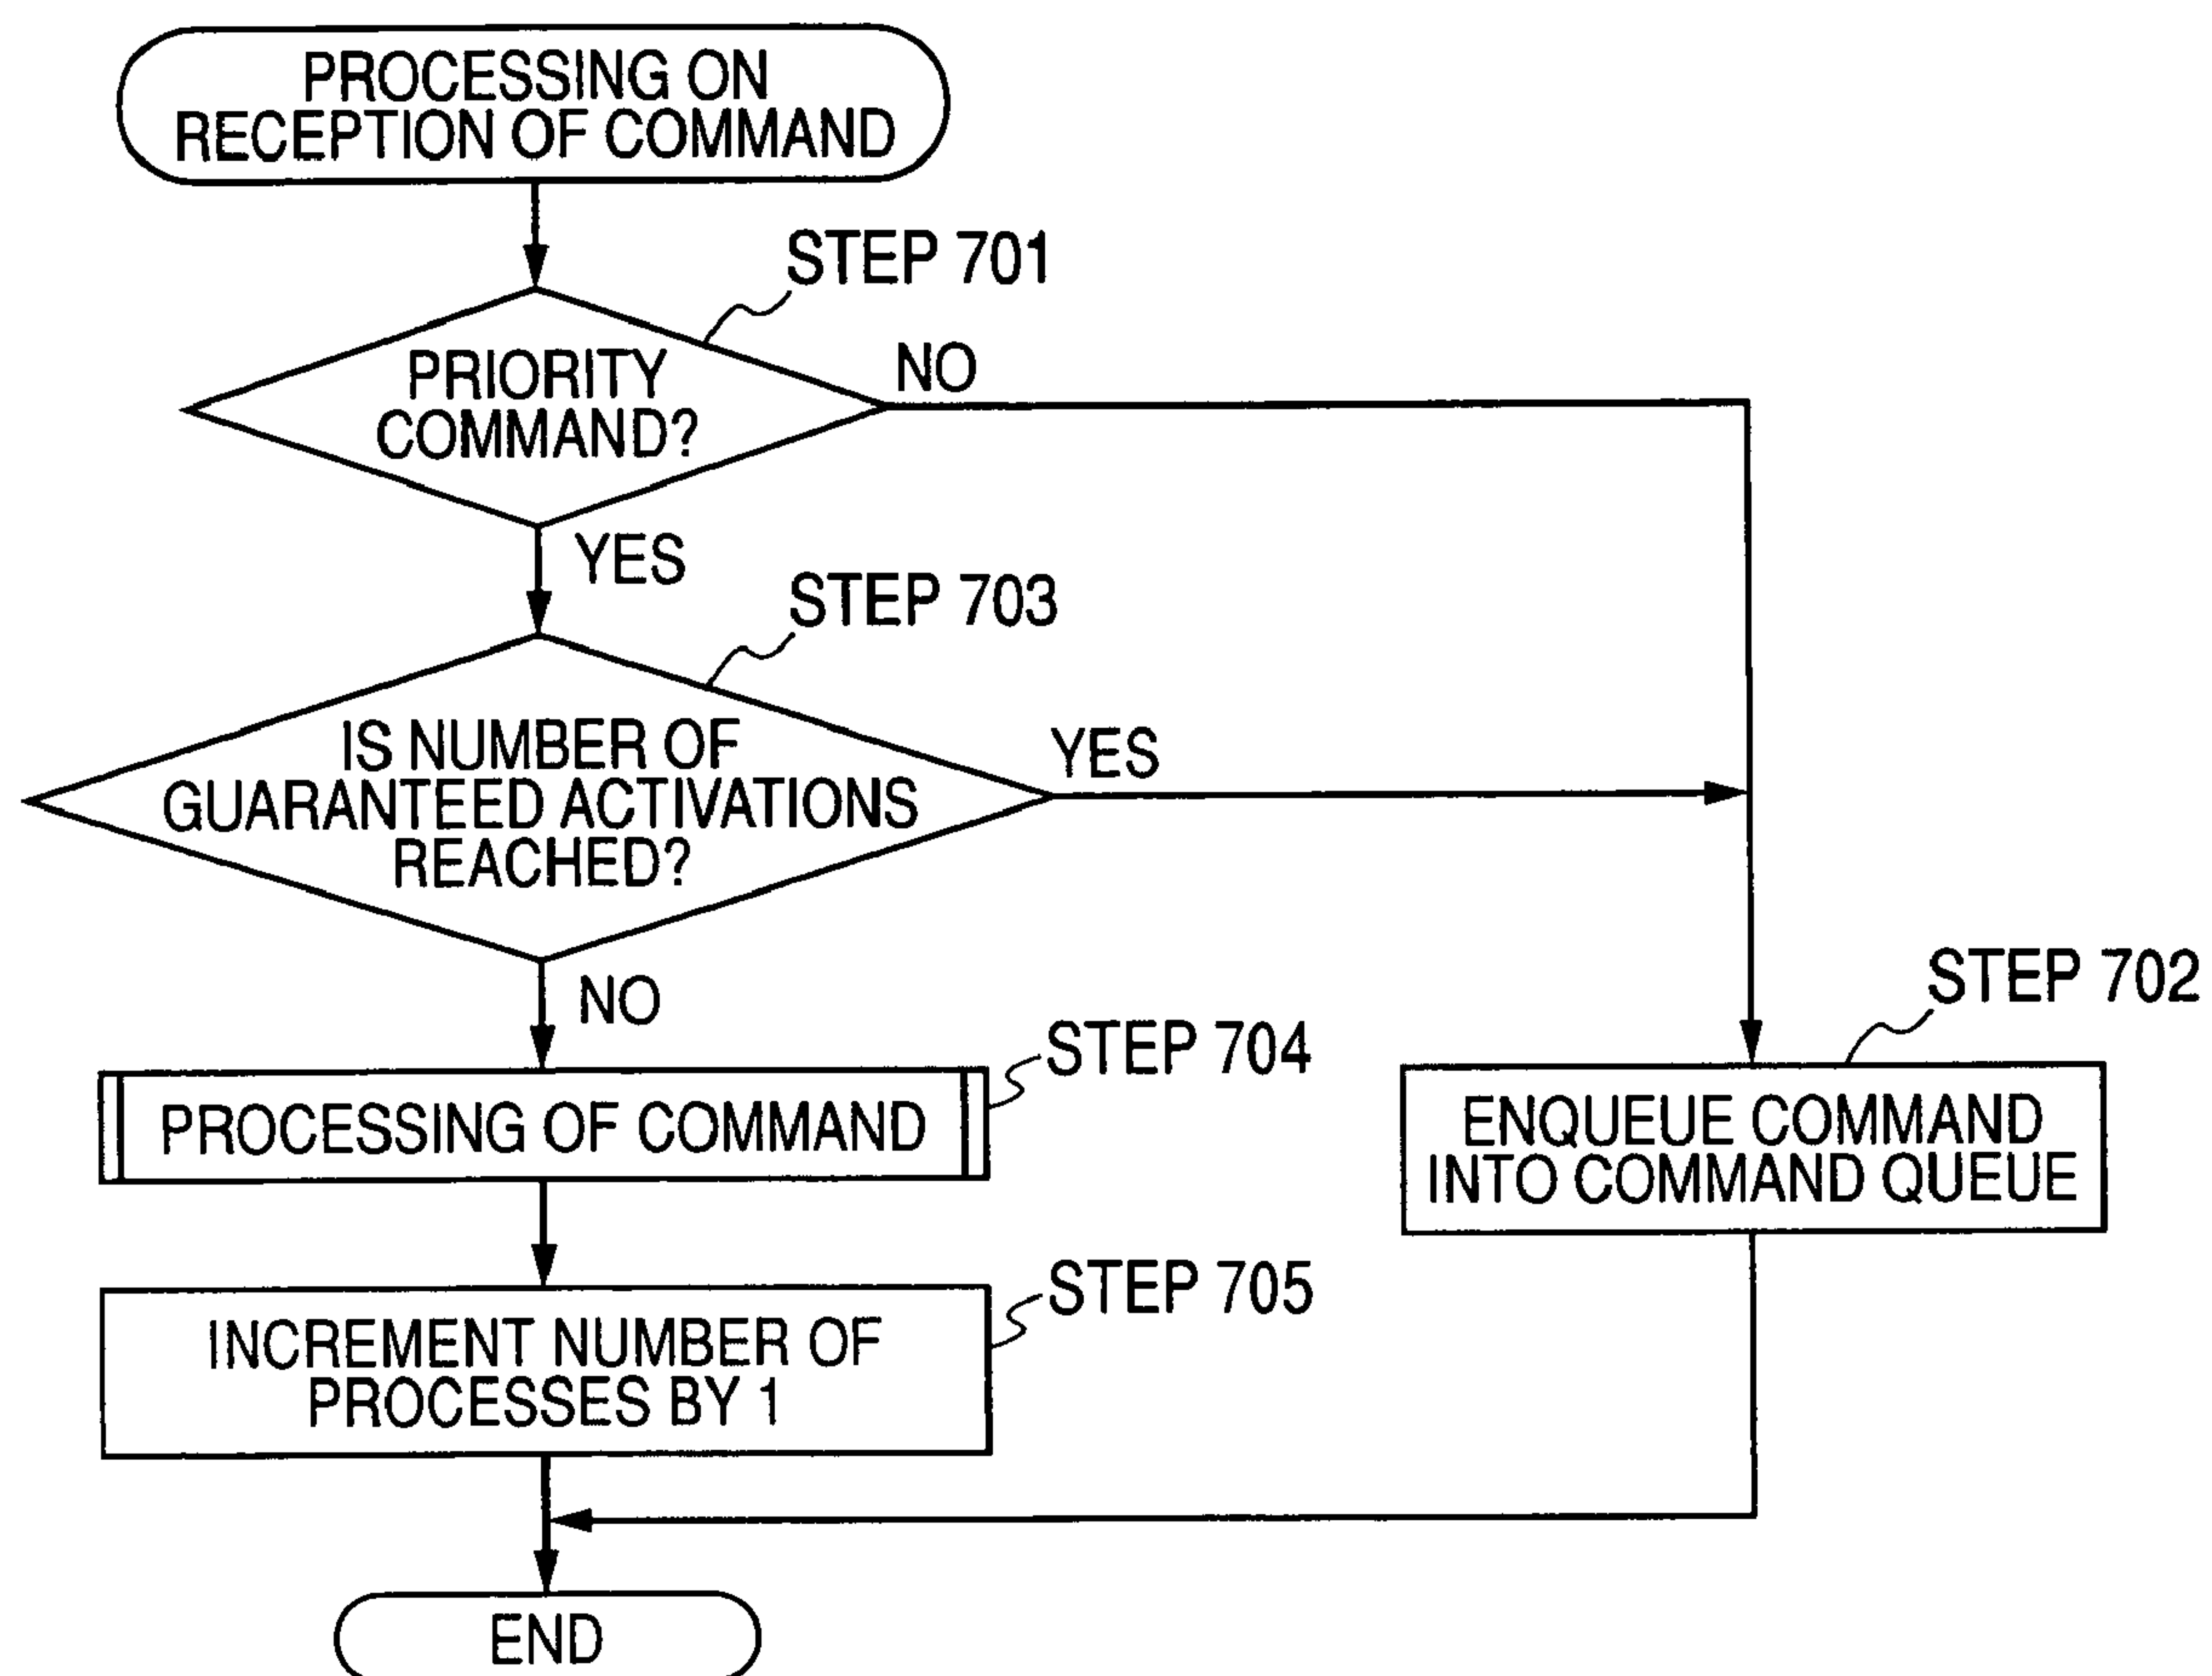 PROCESSING ON
RECEPTION OF COMMAND
STEP 701
PRIORITY
COMMAND?
NO
YES
STEP 703
IS NUMBER OF
GUARANTEED ACTIVATIONS
REACHED?
YES
NO
STEP 702
ENQUEUE COMMAND
INTO COMMAND QUEUE
STEP 704
PROCESSING OF COMMAND
STEP 705
INCREMENT NUMBER OF
PROCESSES BY 1
END